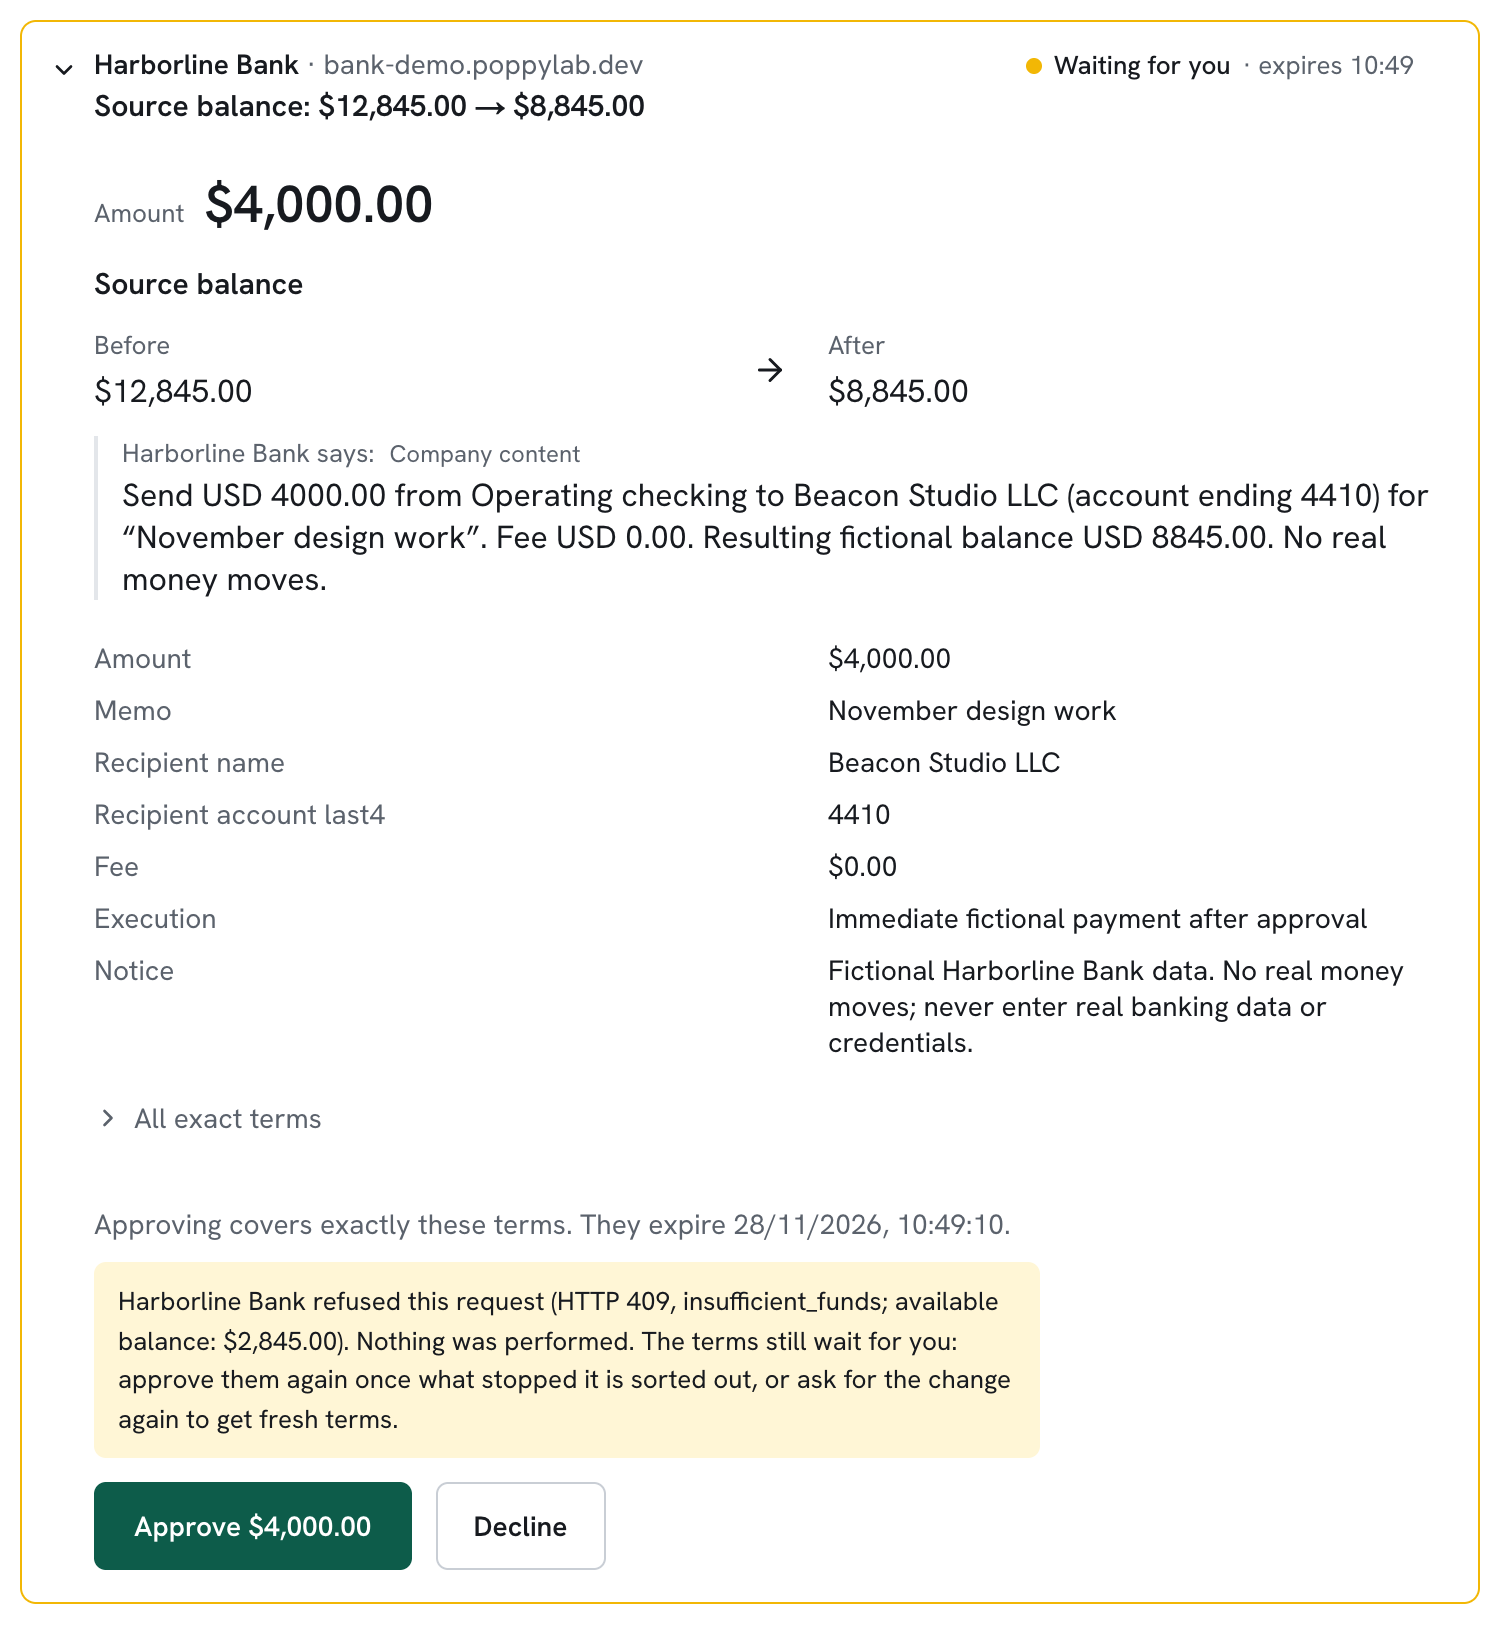 Harborline Bank · bank-demo.poppylab.dev
Waiting for you · expires 10:49
Source balance: $12,845.00 → $8,845.00
Amount $4,000.00
Source balance
Before
After
$12,845.00 → $8,845.00
Harborline Bank says: Company content
Send USD 4000.00 from Operating checking to Beacon Studio LLC (account ending 4410) for
“November design work”. Fee USD 0.00. Resulting fictional balance USD 8845.00. No real
money moves.
Amount $4,000.00
Memo November design work
Recipient name Beacon Studio LLC
Recipient account last4 4410
Fee $0.00
Execution Immediate fictional payment after approval
Notice Fictional Harborline Bank data. No real money
moves; never enter real banking data or
credentials.
All exact terms
Approving covers exactly these terms. They expire 28/11/2026, 10:49:10.
Harborline Bank refused this request (HTTP 409, insufficient_funds; available
balance: $2,845.00). Nothing was performed. The terms still wait for you:
approve them again once what stopped it is sorted out, or ask for the change
again to get fresh terms.
Approve $4,000.00
Decline